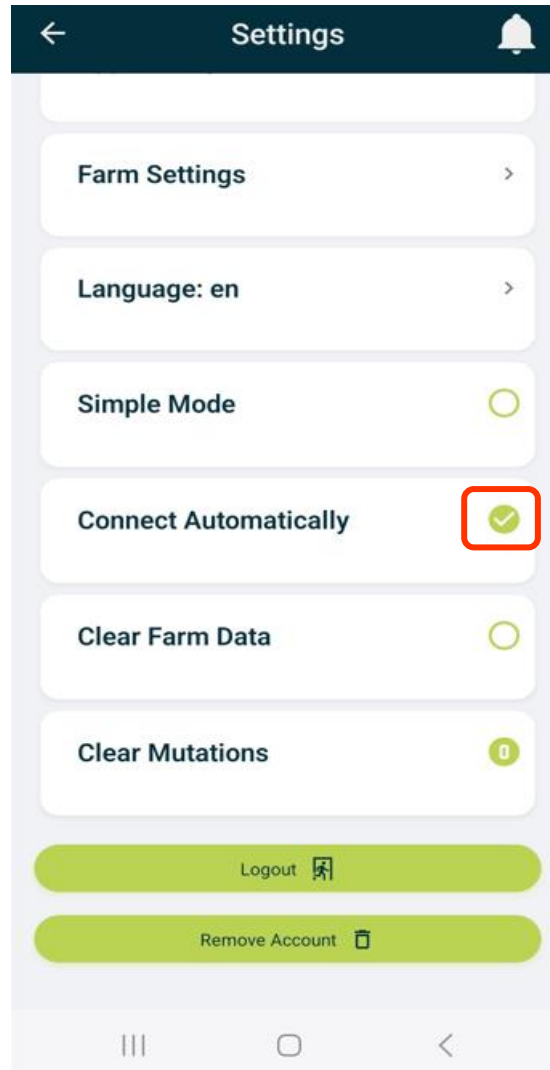 Settings
Farm Settings
Language: en
Simple Mode
Connect Automatically
Clear Farm Data
Clear Mutations
0
Logout
Remove Account